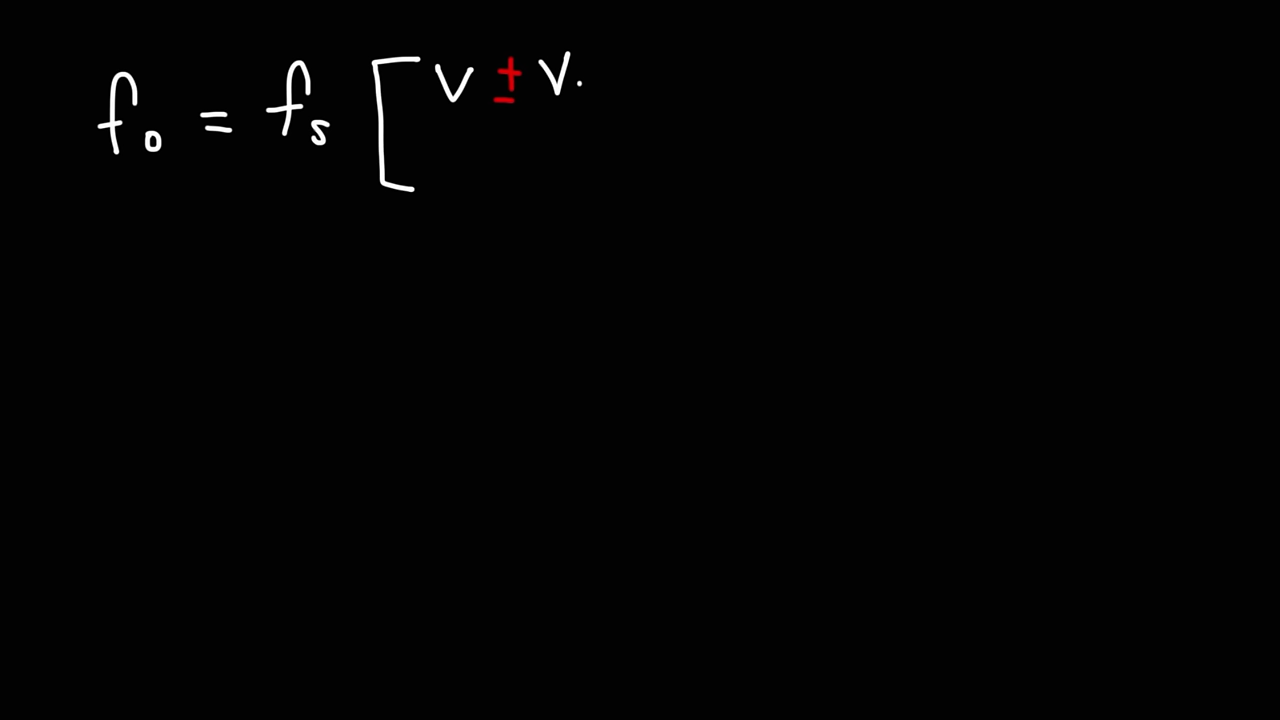 f₀ = fₛ [ V ± V.